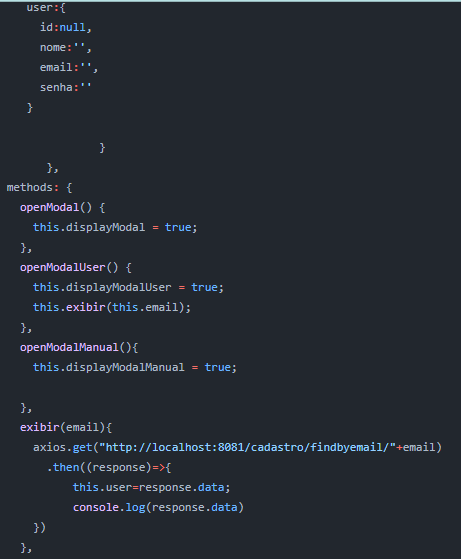 user:{
id:null,
nome:'',
email:'',
senha:''
}
}
},
methods: {
openModal() {
this.displayModal = true;
},
openModalUser() {
this.displayModalUser = true;
this.exibir(this.email);
},
openModalManual(){
this.displayModalManual = true;
},
exibir(email){
axios.get("http://localhost:8081/cadastro/findbyemail/"+email)
.then((response)=>{
this.user=response.data;
console.log(response.data)
})
},